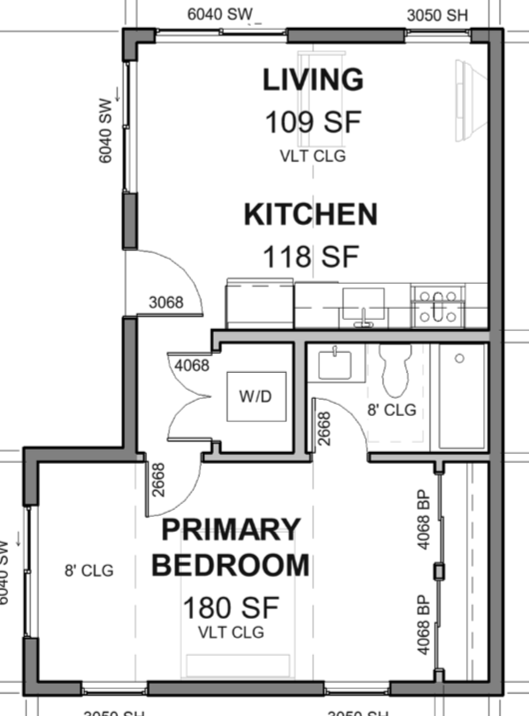 6040 SW
3050 SH
LIVING
109 SF
VLT CLG
6040 SW
KITCHEN
118 SF
3068
4068
W/D
8' CLG
2668
2668
PRIMARY
BEDROOM
180 SF
VLT CLG
8' CLG
4068 BP
4068 BP
6040 SW
3050 SH
3050 SH